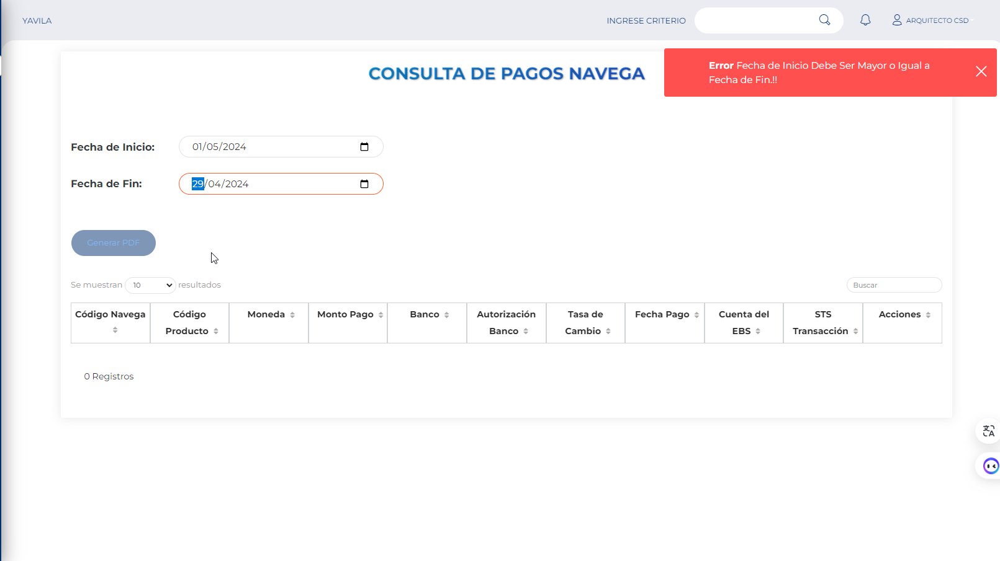 YAVILA
INGRESE CRITERIO
ARQUITECTO CSD
CONSULTA DE PAGOS NAVEGA
Error Fecha de Inicio Debe Ser Mayor o Igual a
Fecha de Fin.!!
Fecha de Inicio: 01/05/2024
Fecha de Fin: 29/04/2024
Generar PDF
Se muestran 10 resultados
Buscar
Código Navega
Código
Producto
Moneda
Monto Pago
Banco
Autorización
Banco
Tasa de
Cambio
Fecha Pago
Cuenta del
EBS
STS
Transacción
Acciones
0 Registros